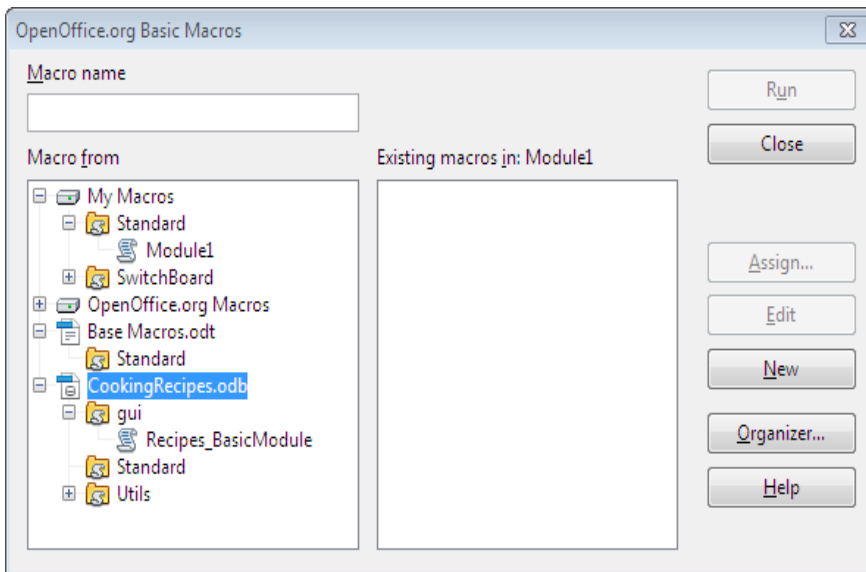 OpenOffice.org Basic Macros
Macro name
Run
Close
Macro from
Existing macros in: Module1
My Macros
Standard
Module1
SwitchBoard
OpenOffice.org Macros
Base Macros.odt
Standard
CookingRecipes.odb
gui
Recipes_BasicModule
Standard
Utils
Assign...
Edit
New
Organizer...
Help